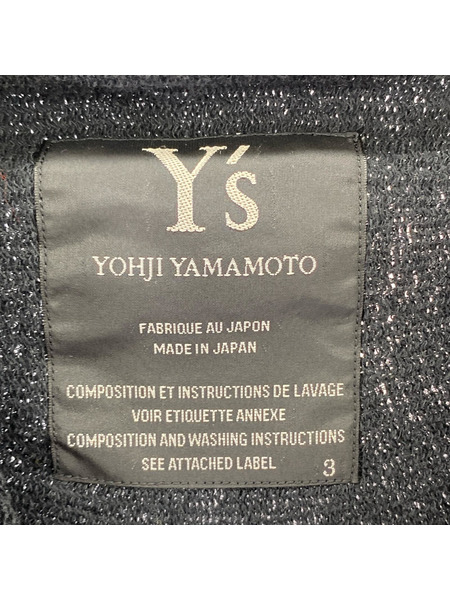 Y's
YOHJI YAMAMOTO
FABRIQUE AU JAPON
MADE IN JAPAN
COMPOSITION ET INSTRUCTIONS DE LAVAGE
VOIR ETIQUETTE ANNEXE
COMPOSITION AND WASHING INSTRUCTIONS
SEE ATTACHED LABEL 3